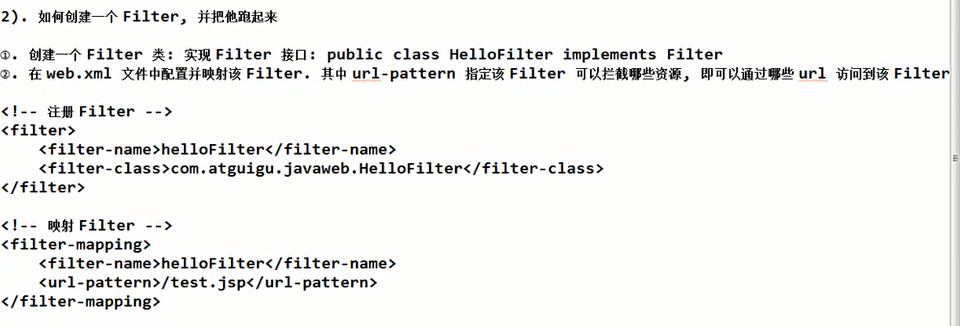 2). 如何创建一个 Filter, 并把他跑起来
①. 创建一个 Filter 类: 实现 Filter 接口: public class HelloFilter implements Filter
②. 在 web.xml 文件中配置并映射该 Filter. 其中 url-pattern 指定该 Filter 可以拦截哪些资源, 即可以通过哪些 url 访问到该 Filter
<!-- 注册 Filter -->
<filter>
    <filter-name>helloFilter</filter-name>
    <filter-class>com.atguigu.javaweb.HelloFilter</filter-class>
</filter>
<!-- 映射 Filter -->
<filter-mapping>
    <filter-name>helloFilter</filter-name>
    <url-pattern>/test.jsp</url-pattern>
</filter-mapping>